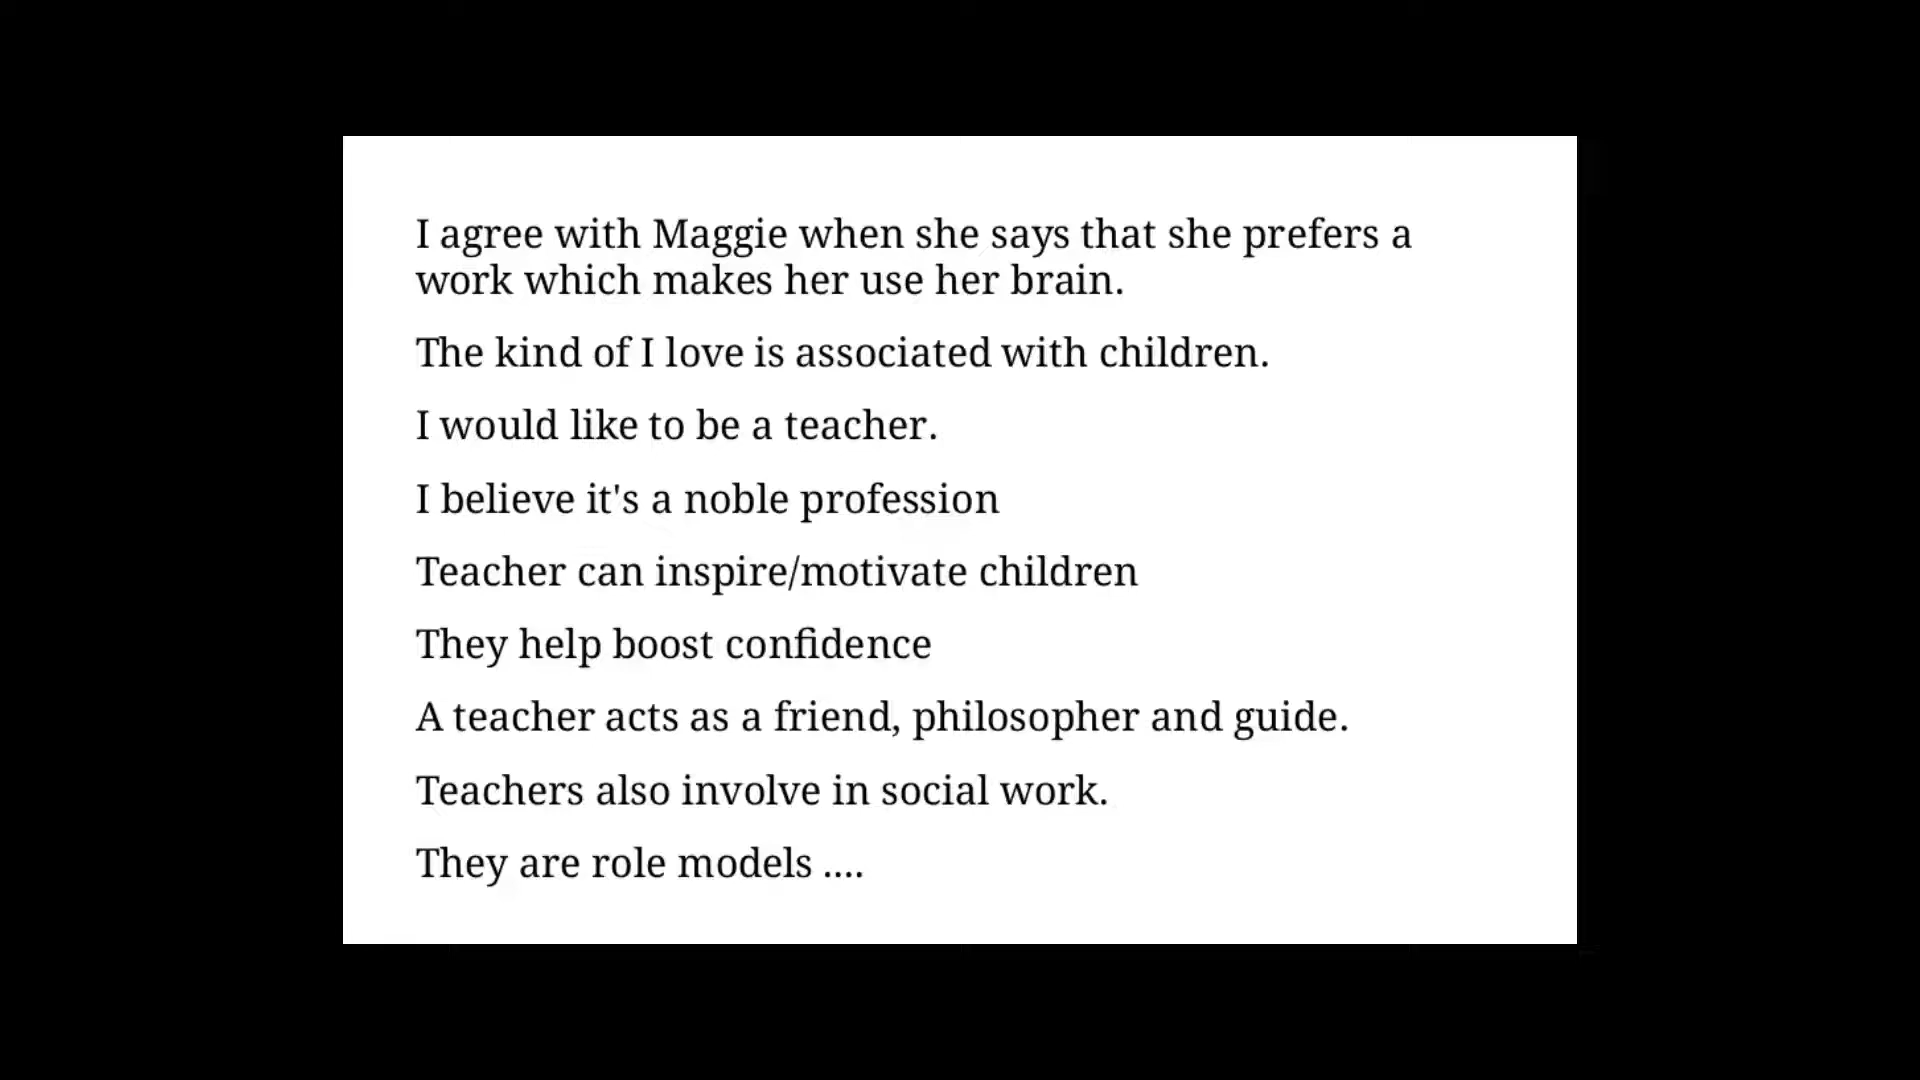 I agree with Maggie when she says that she prefers a
work which makes her use her brain.
The kind of I love is associated with children.
I would like to be a teacher.
I believe it's a noble profession
Teacher can inspire/motivate children
They help boost confidence
A teacher acts as a friend, philosopher and guide.
Teachers also involve in social work.
They are role models ....